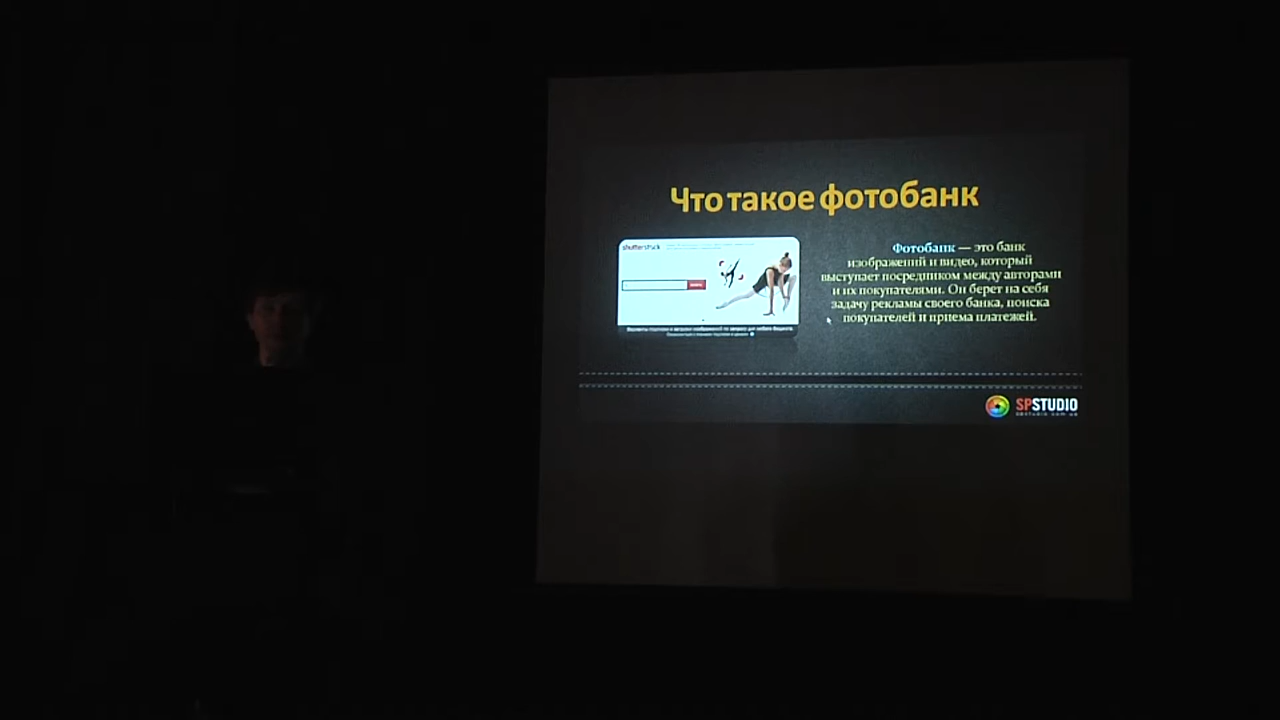 Что такое фотобанк
shutterstock
Фотобанк — это банк
изображений и видео, который
выступает посредником между авторами
и их покупателями. Он берет на себя
задачу рекламы своего банка, поиска
покупателей и приема платежей.
SPSTUDIO